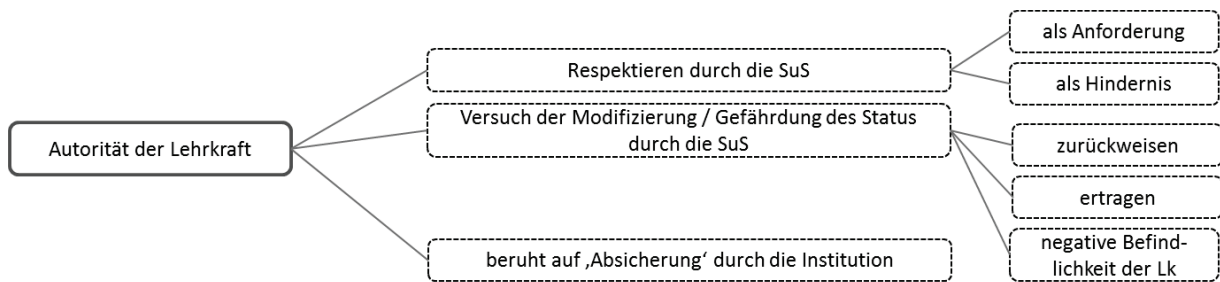 Autorität der Lehrkraft
Respektieren durch die SuS
als Anforderung
als Hindernis
Versuch der Modifizierung / Gefährdung des Status
durch die SuS
zurückweisen
ertragen
negative Befind-
lichkeit der Lk
beruht auf ‚Absicherung‘ durch die Institution